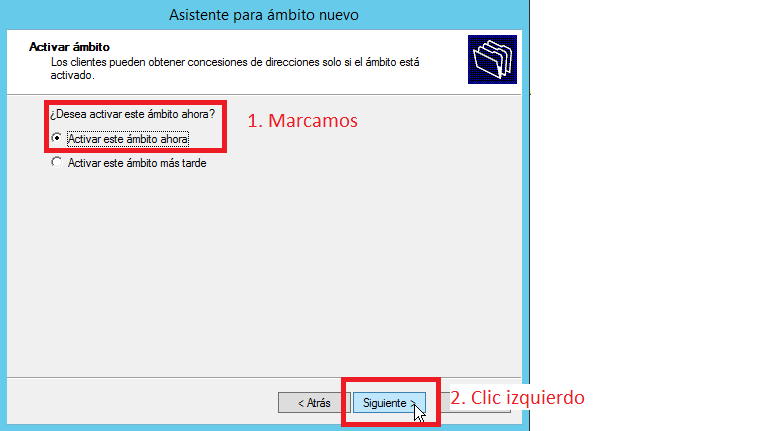 Asistente para ámbito nuevo
Activar ámbito
Los clientes pueden obtener concesiones de direcciones solo si el ámbito está
activado.
¿Desea activar este ámbito ahora?
Activar este ámbito ahora
1. Marcamos
Activar este ámbito más tarde
< Atrás
Siguiente >
2. Clic izquierdo